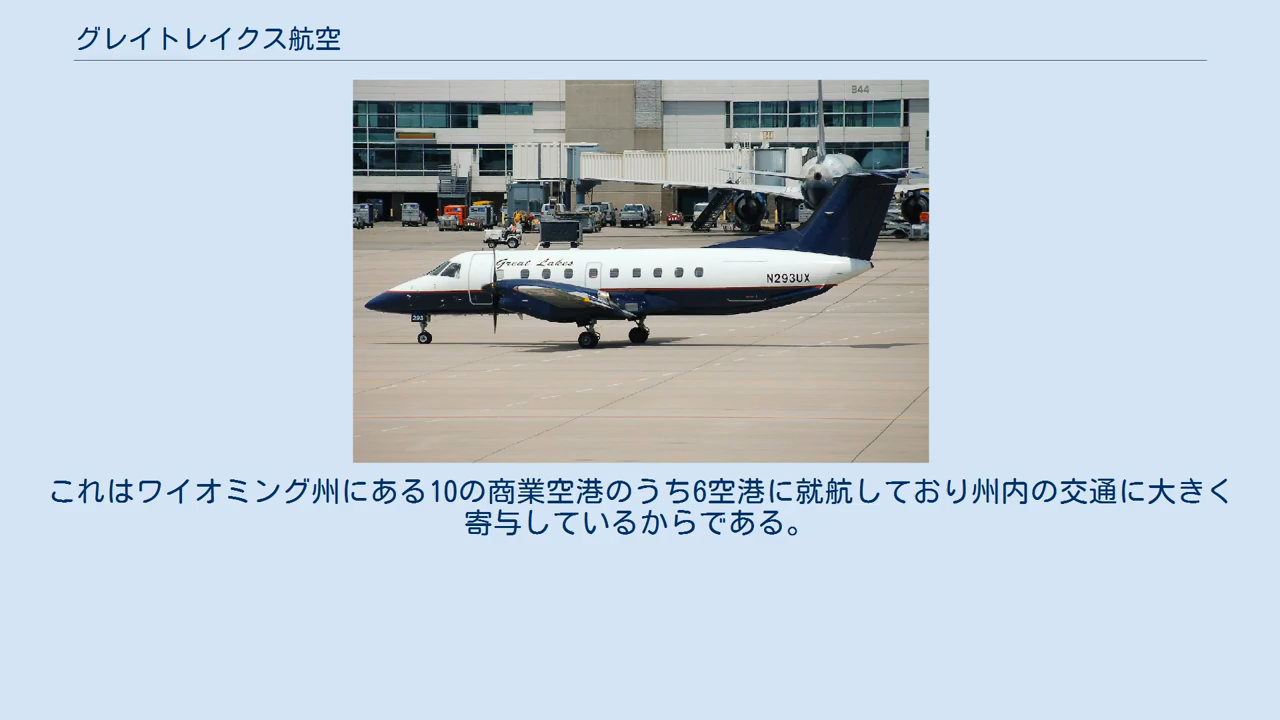 グレイトレイクス航空
B44
Great Lakes
N293UX
293
これはワイオミング州にある10の商業空港のうち6空港に就航しており州内の交通に大きく
寄与しているからである。